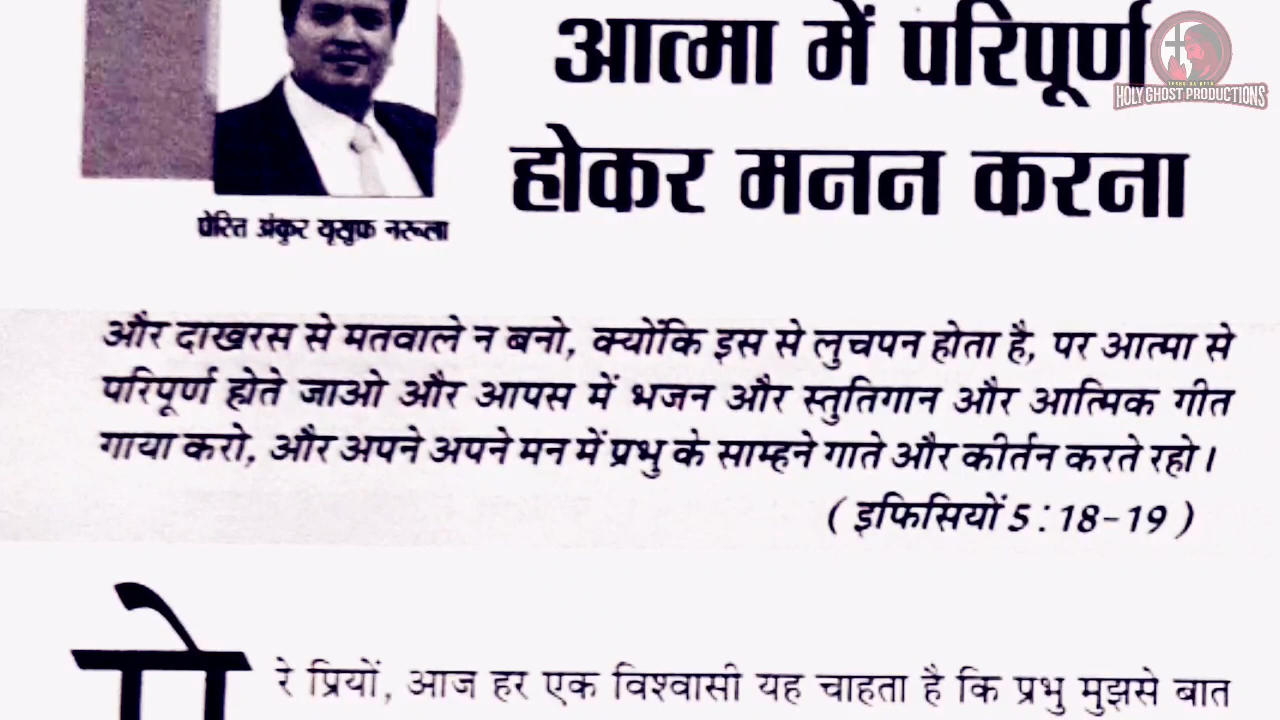 आत्मा में परिपूर्ण
HOLY GHOST PRODUCTIONS
होकर मनन करना
प्रेरित अंकुर यूसुफ नरूला
और दाखरस से मतवाले न बनो, क्योंकि इस से लुचपन होता है, पर आत्मा से
परिपूर्ण होते जाओ और आपस में भजन और स्तुतिगान और आत्मिक गीत
गाया करो, और अपने अपने मन में प्रभु के साम्हने गाते और कीर्तन करते रहो।
( इफिसियों 5 : 18-19 )
रे प्रियों, आज हर एक विश्वासी यह चाहता है कि प्रभु मुझसे बात